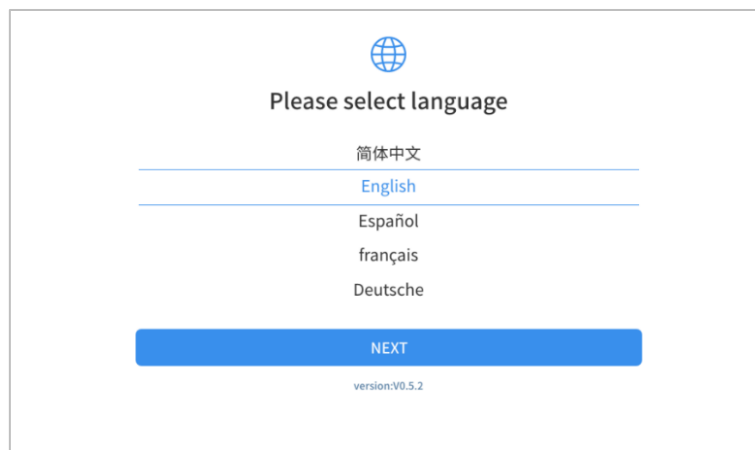 Please select language
简体中文
English
Español
français
Deutsche
NEXT
version:V0.5.2